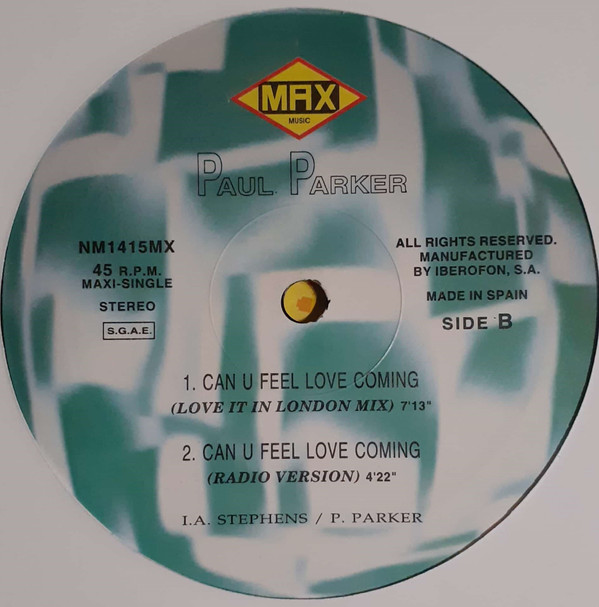 MAX
MUSIC
PAUL PARKER
NM1415MX
45 R.P.M.
MAXI-SINGLE
STEREO
S.G.A.E.
ALL RIGHTS RESERVED.
MANUFACTURED
BY IBEROFON, S.A.
MADE IN SPAIN
SIDE B
1. CAN U FEEL LOVE COMING
(LOVE IT IN LONDON MIX) 7'13"
2. CAN U FEEL LOVE COMING
(RADIO VERSION) 4'22"
I.A. STEPHENS / P. PARKER